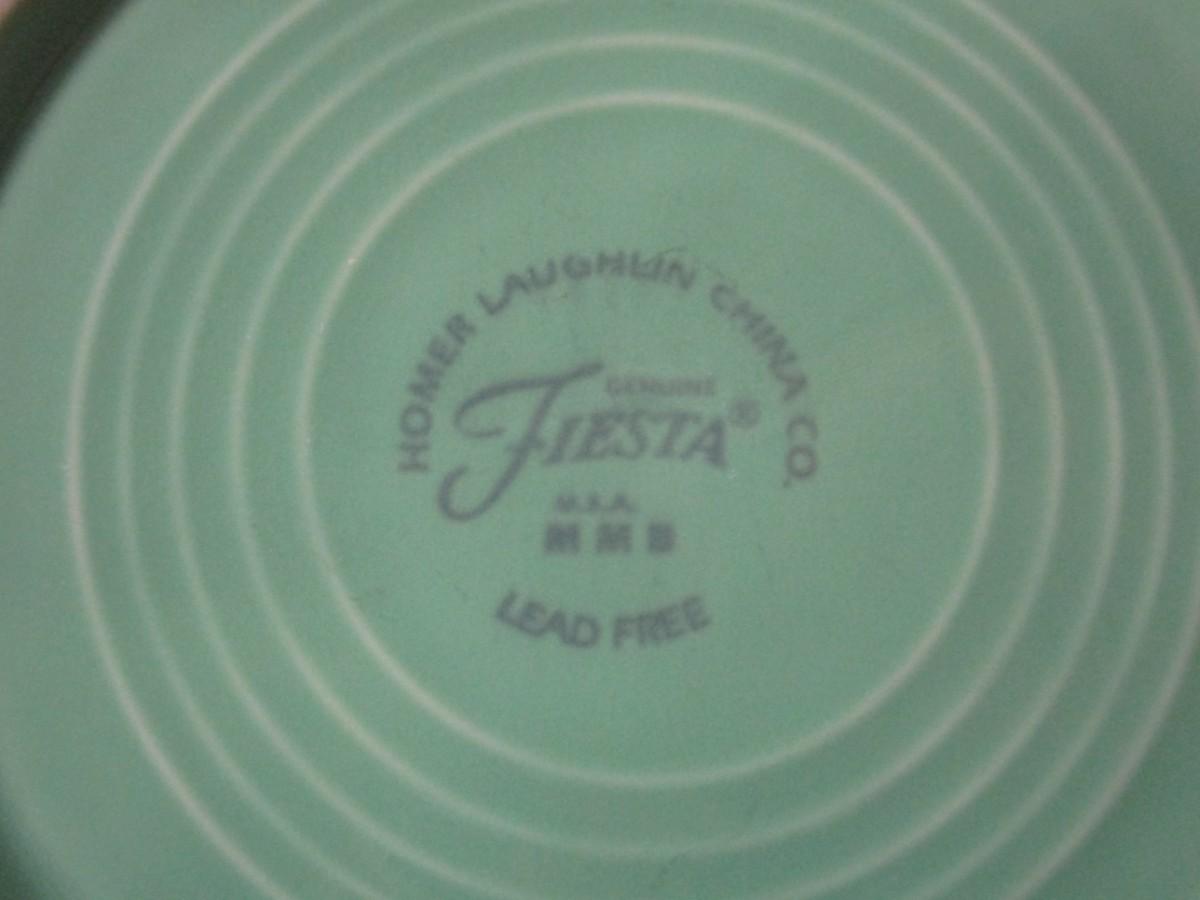 HOMER LAUGHLIN CHINA CO.
GENUINE
FIESTA®
U.S.A.
M M B
LEAD FREE